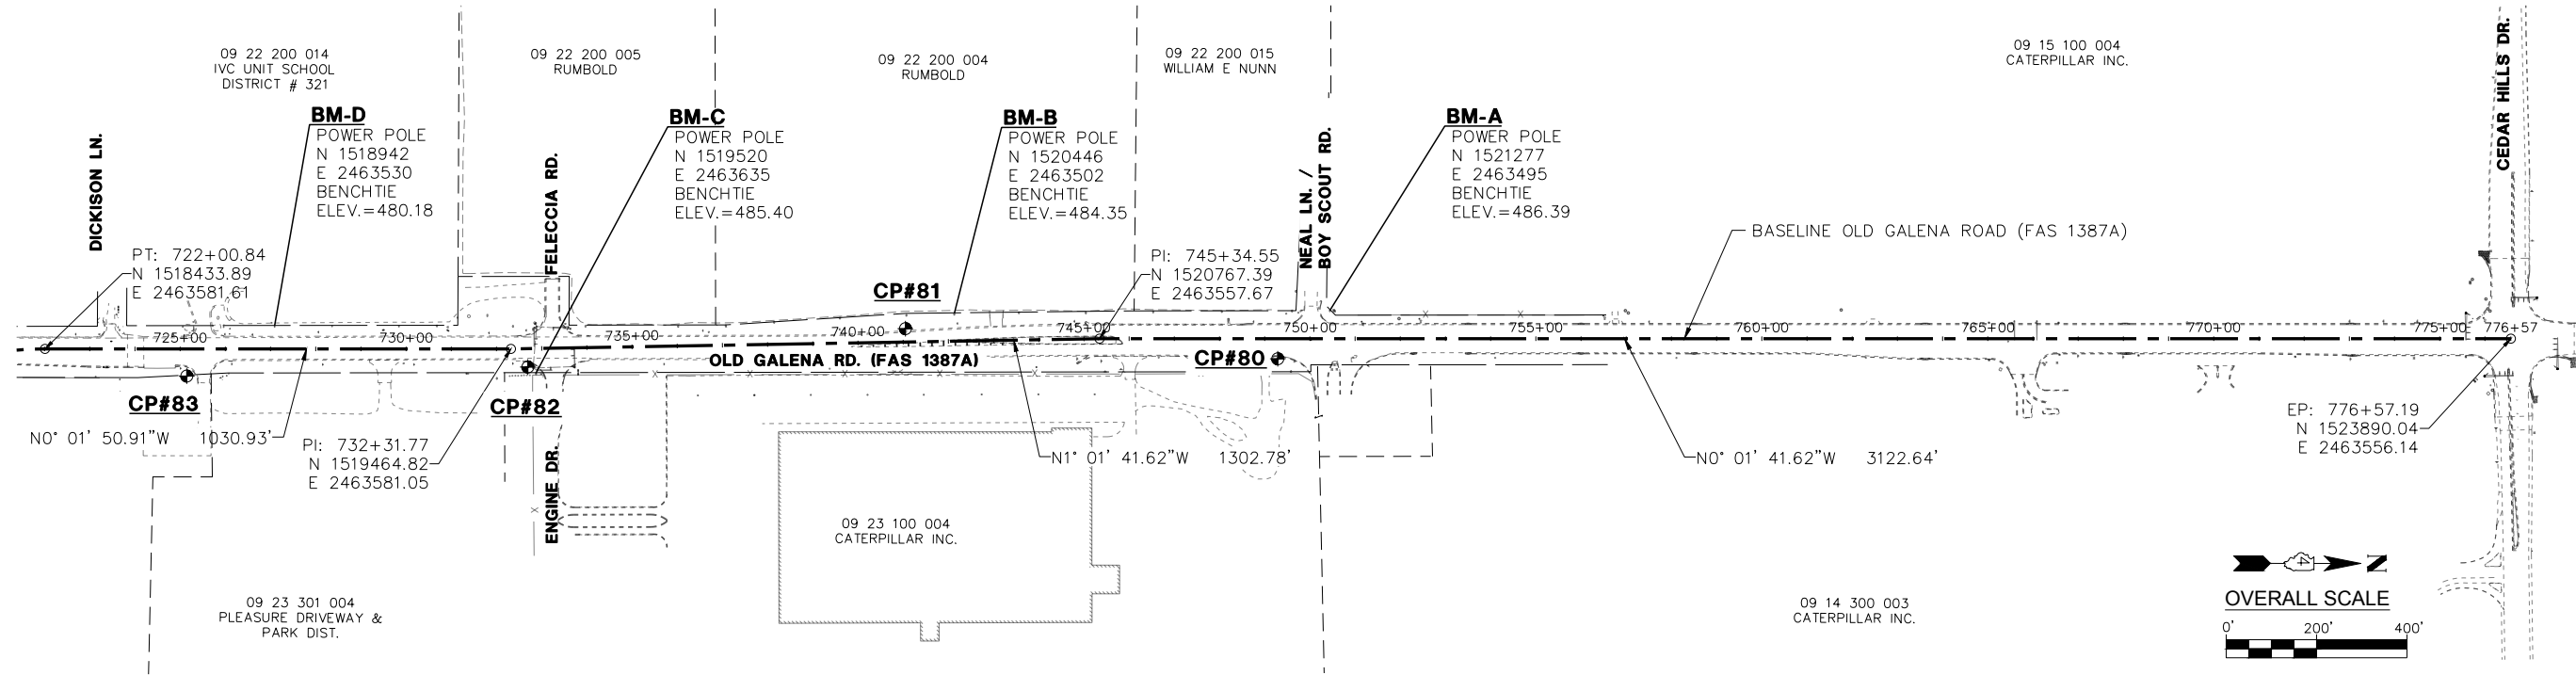 09 22 200 014
IVC UNIT SCHOOL
DISTRICT # 321
09 22 200 005
RUMBOLD
09 22 200 004
RUMBOLD
09 22 200 015
WILLIAM E NUNN
09 15 100 004
CATERPILLAR INC.
CEDAR HILLS DR.
DICKISON LN.
BM-D
POWER POLE
N 1518942
E 2463530
BENCHTIE
ELEV.=480.18
FELECCIA RD.
BM-C
POWER POLE
N 1519520
E 2463635
BENCHTIE
ELEV.=485.40
BM-B
POWER POLE
N 1520446
E 2463502
BENCHTIE
ELEV.=484.35
NEAL LN. /
BOY SCOUT RD.
BM-A
POWER POLE
N 1521277
E 2463495
BENCHTIE
ELEV.=486.39
BASELINE OLD GALENA ROAD (FAS 1387A)
PT: 722+00.84
N 1518433.89
E 2463581.61
CP#81
PI: 745+34.55
N 1520767.39
E 2463557.67
725+00
730+00
735+00
740+00
745+00
750+00
755+00
760+00
765+00
770+00
775+00
776+57
OLD GALENA RD. (FAS 1387A)
CP#80
CP#83
CP#82
N0° 01' 50.91"W 1030.93'
PI: 732+31.77
N 1519464.82
E 2463581.05
ENGINE DR.
N1° 01' 41.62"W 1302.78'
N0° 01' 41.62"W 3122.64'
EP: 776+57.19
N 1523890.04
E 2463556.14
09 23 100 004
CATERPILLAR INC.
09 23 301 004
PLEASURE DRIVEWAY &
PARK DIST.
09 14 300 003
CATERPILLAR INC.
4
N
OVERALL SCALE
0' 200' 400'